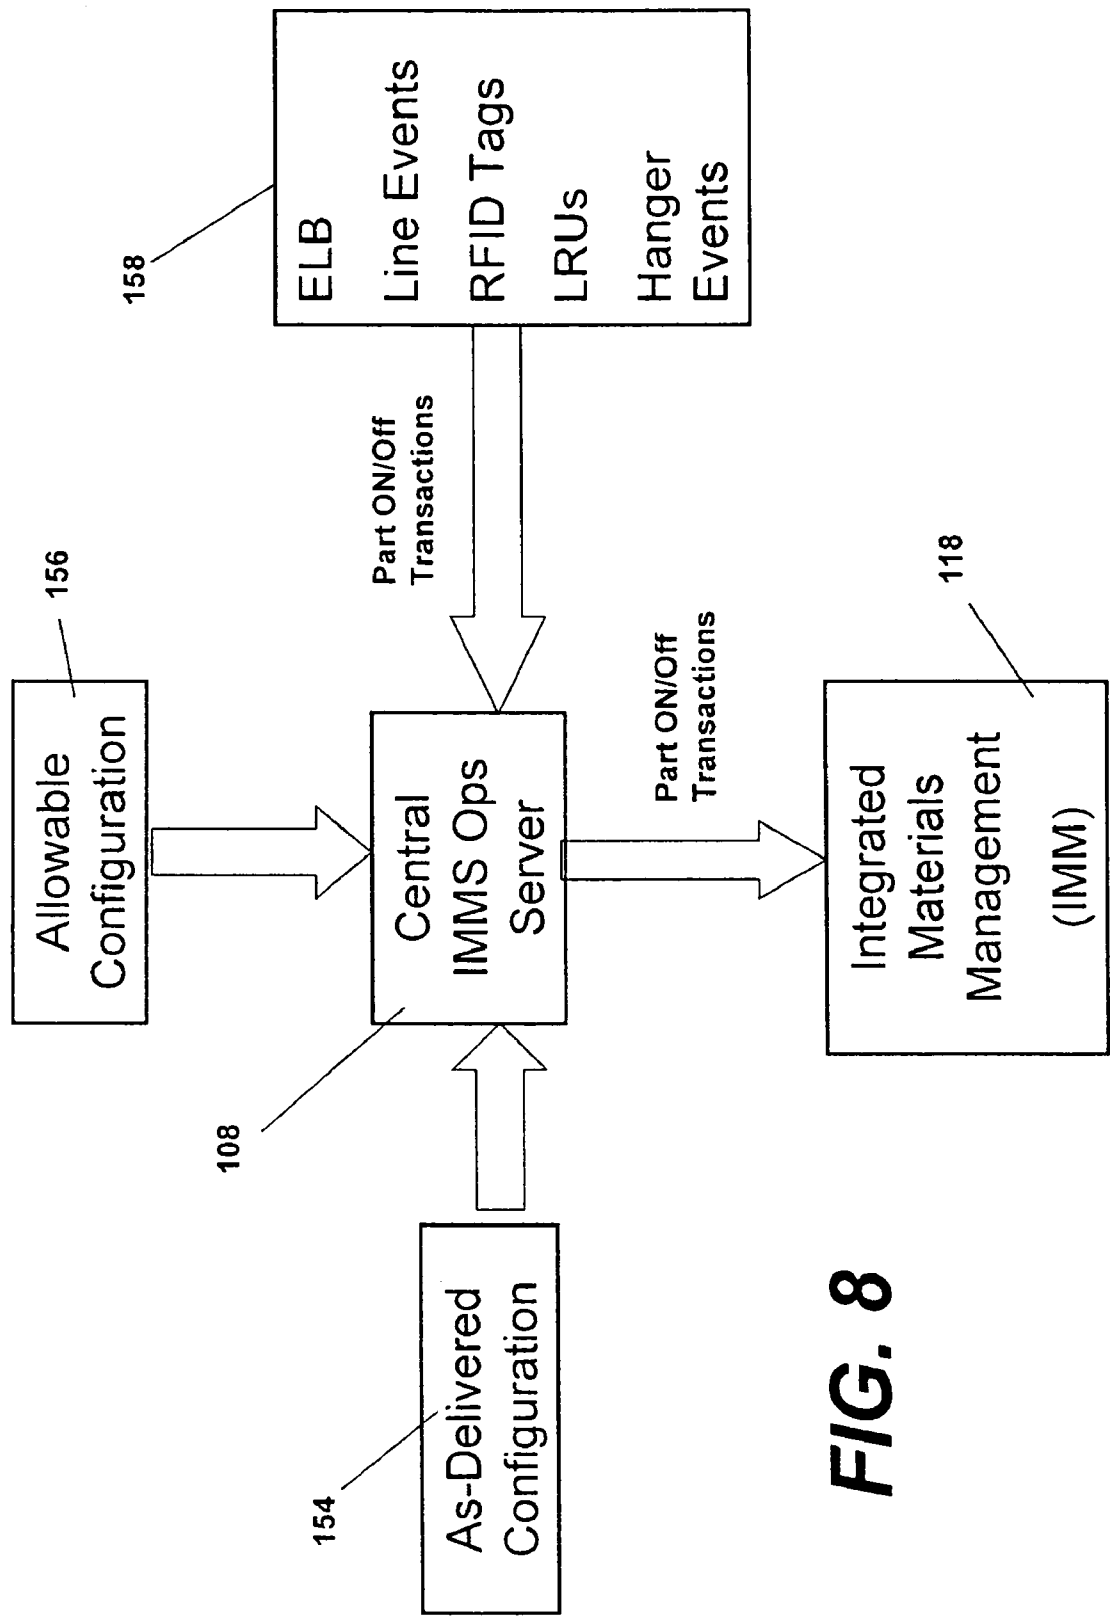 156
Allowable
Configuration
154
As-Delivered
Configuration
108
Central
IMMS Ops
Server
Part ON/Off
Transactions
158
ELB
Line Events
RFID Tags
LRUs
Hanger
Events
Part ON/Off
Transactions
118
Integrated
Materials
Management
(IMM)
FIG. 8